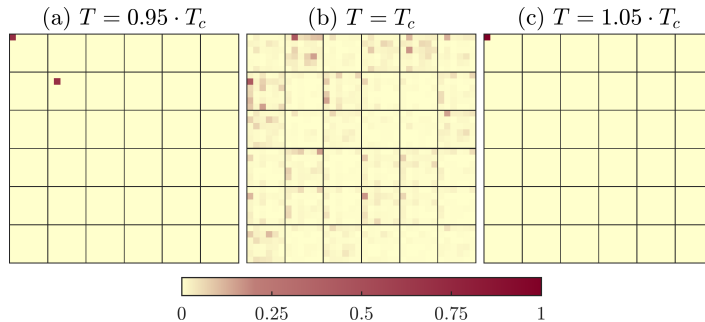 (a) T = 0.95 · T_c (b) T = T_c (c) T = 1.05 · T_c
0 0.25 0.5 0.75 1